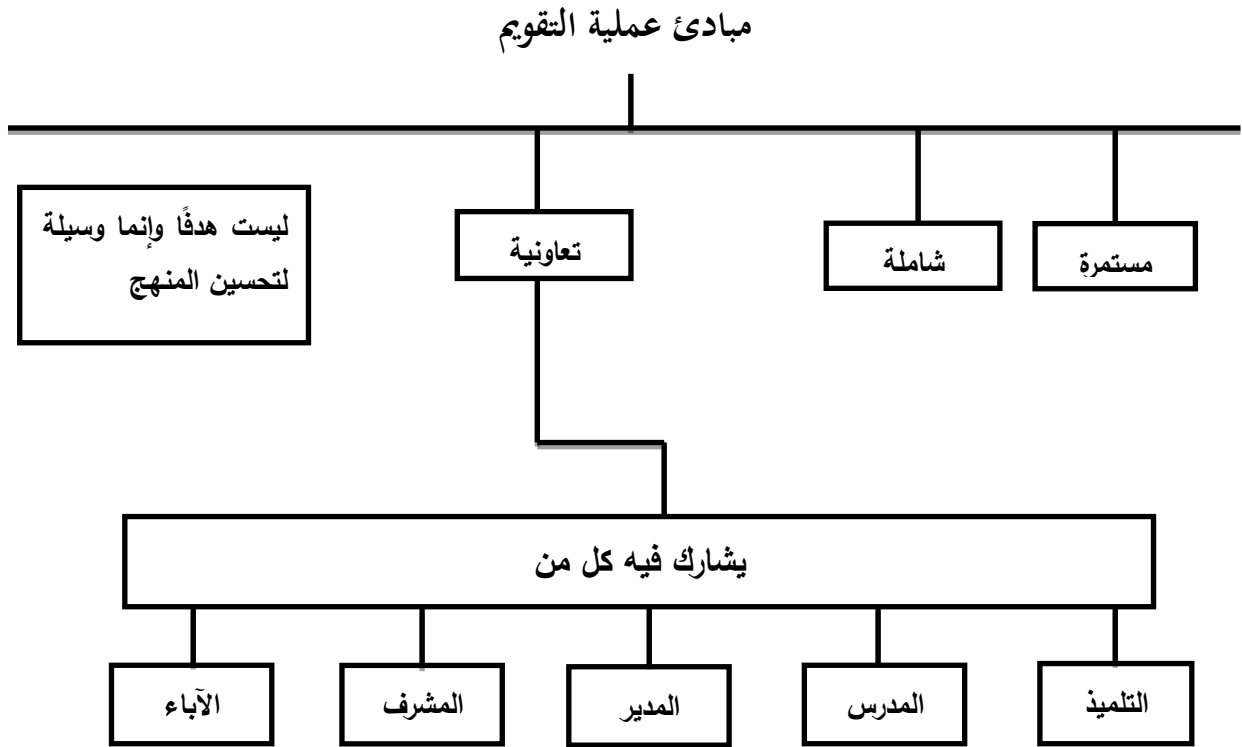 مبادئ عملية التقويم
مستمرة
شاملة
تعاونية
ليست هدفًا وإنما وسيلة
لتحسين المنهج
يشارك فيه كل من
التلميذ
المدرس
المدير
المشرف
الآباء